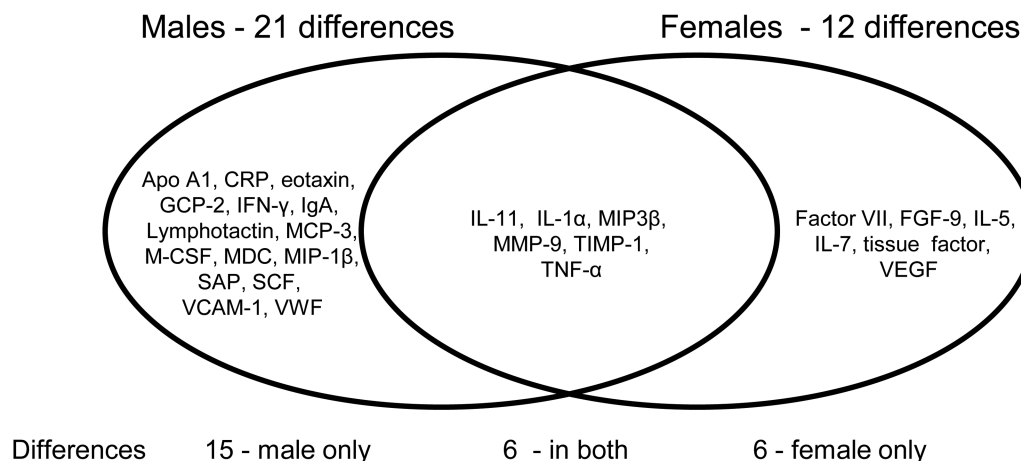 Males - 21 differences
Females - 12 differences
Apo A1, CRP, eotaxin,
GCP-2, IFN-γ, IgA,
Lymphotactin, MCP-3,
M-CSF, MDC, MIP-1β,
SAP, SCF,
VCAM-1, VWF
IL-11, IL-1α, MIP3β,
MMP-9, TIMP-1,
TNF-α
Factor VII, FGF-9, IL-5,
IL-7, tissue factor,
VEGF
Differences 15 - male only 6 - in both 6 - female only